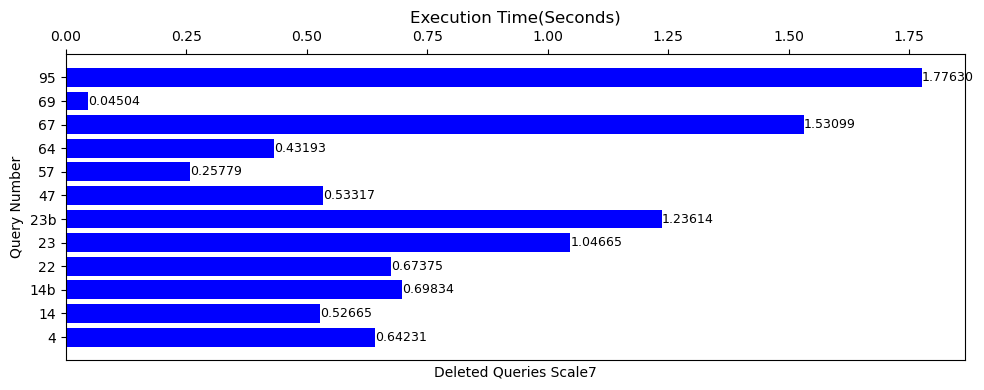 Execution Time(Seconds)
0.00 0.25 0.50 0.75 1.00 1.25 1.50 1.75
95 1.77630
69 0.04504
67 1.53099
64 0.43193
57 0.25779
47 0.53317
23b 1.23614
23 1.04665
22 0.67375
14b 0.69834
14 0.52665
4 0.64231
Query Number
Deleted Queries Scale7